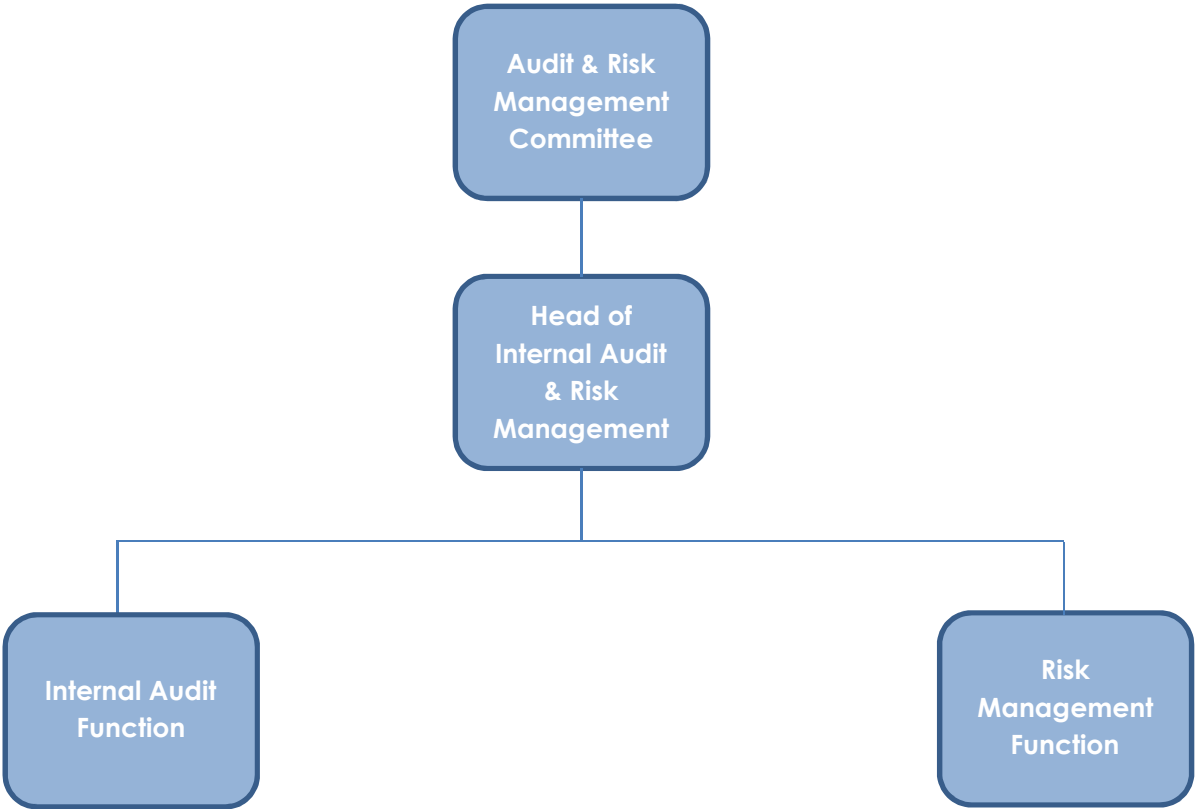 Audit & Risk
Management
Committee
Head of
Internal Audit
& Risk
Management
Internal Audit
Function
Risk
Management
Function